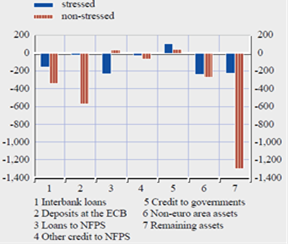 stressed
non-stressed
200 200
0 0
-200 -200
-400 -400
-600 -600
-800 -800
-1,000 -1,000
-1,200 -1,200
-1,400 -1,400
1 2 3 4 5 6 7
1 Interbank loans 5 Credit to governments
2 Deposits at the ECB 6 Non-euro area assets
3 Loans to NFPS 7 Remaining assets
4 Other credit to NFPS